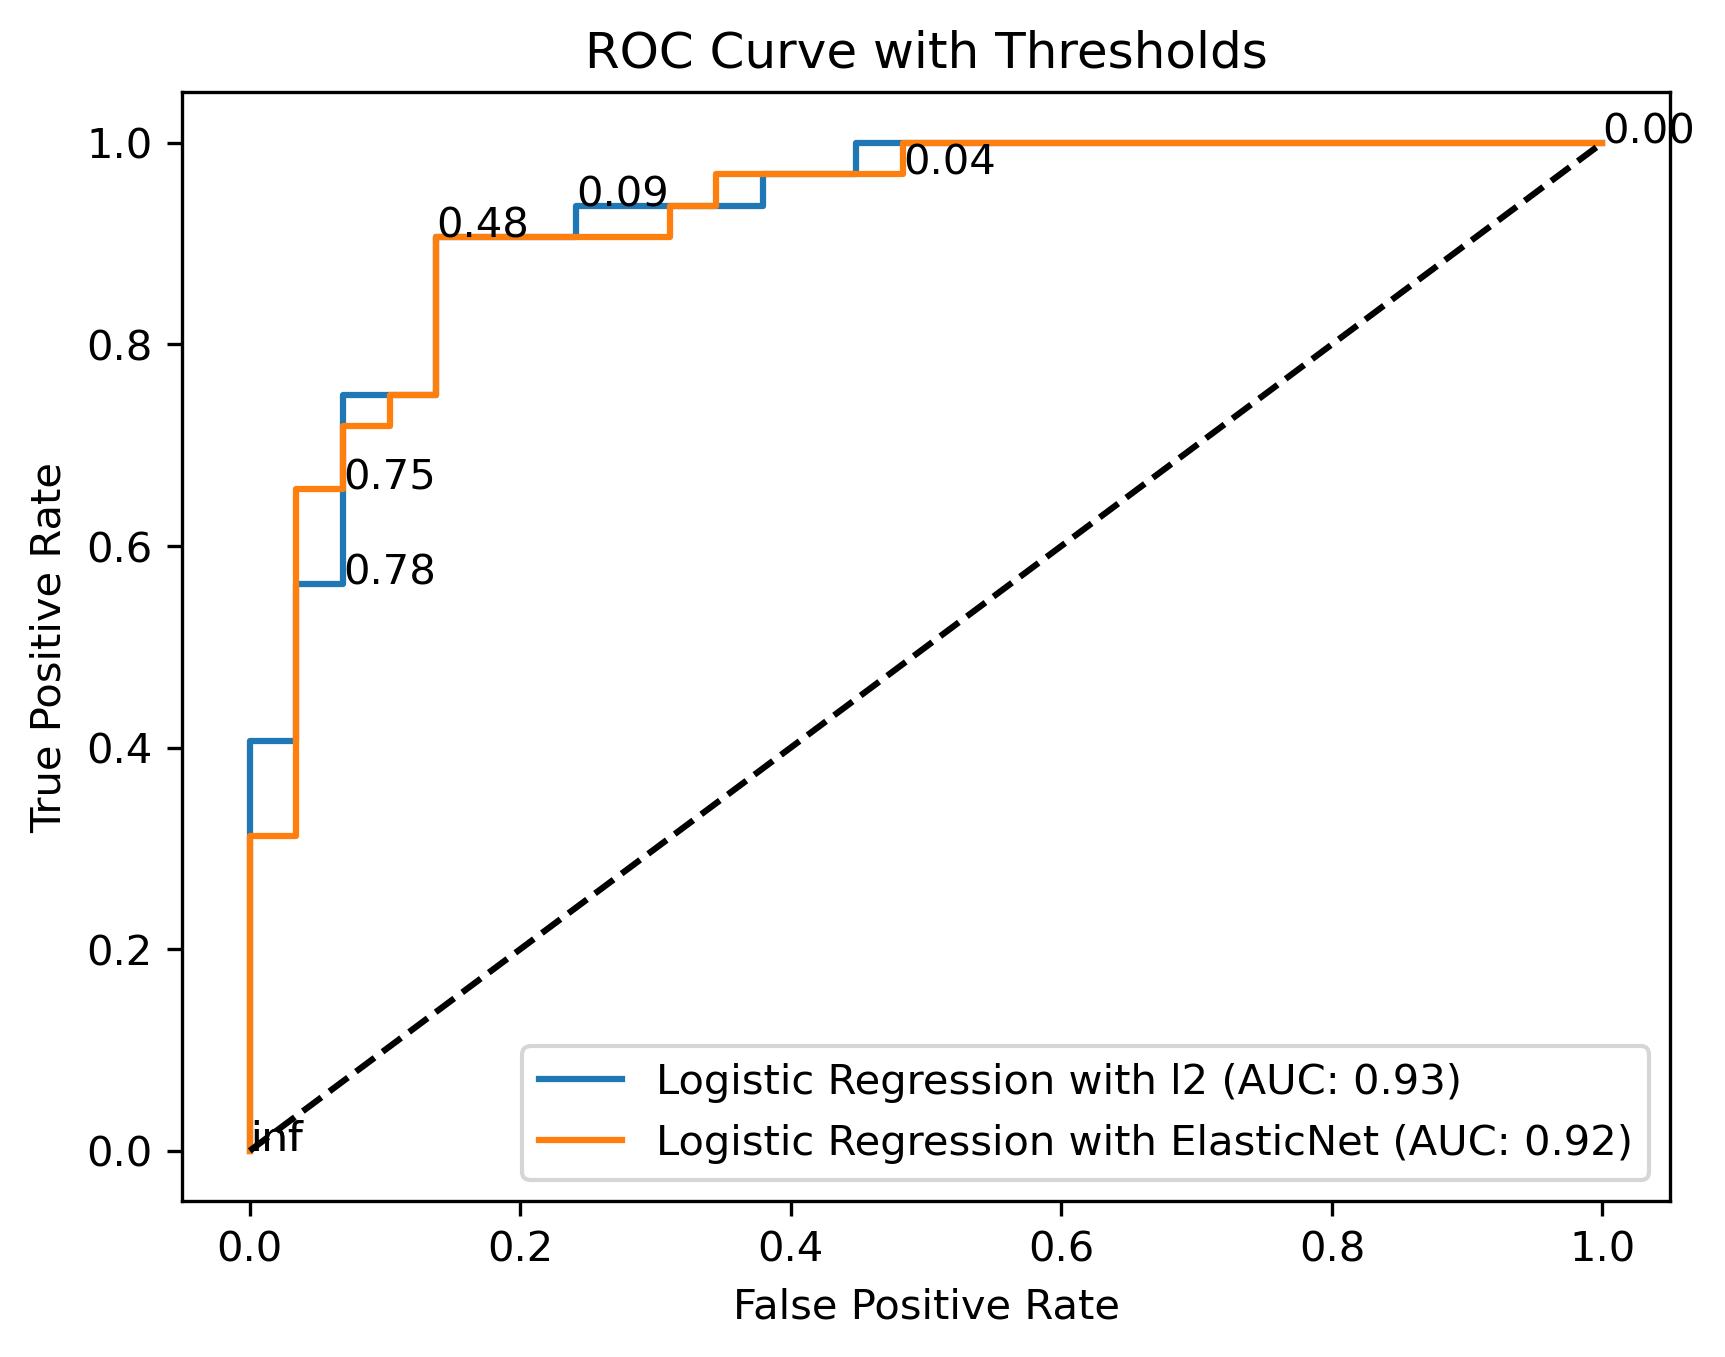 ROC Curve with Thresholds
True Positive Rate
1.0
0.8
0.6
0.4
0.2
0.0
0.00
0.04
0.09
0.48
0.75
0.78
inf
Logistic Regression with l2 (AUC: 0.93)
Logistic Regression with ElasticNet (AUC: 0.92)
0.0 0.2 0.4 0.6 0.8 1.0
False Positive Rate